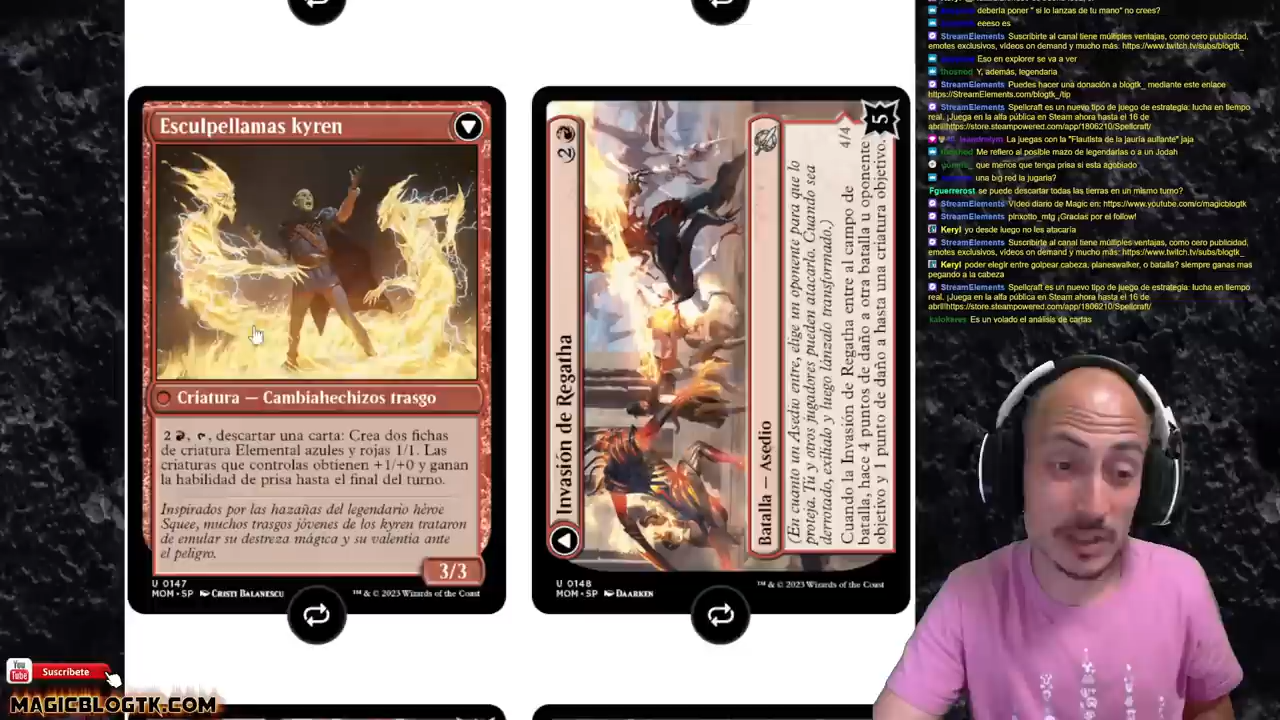 Esculpellamas kyren
Criatura — Cambiahechizos trasgo
2, descartar una carta: Crea dos fichas
de criatura Elemental azules y rojas 1/1. Las
criaturas que controlas obtienen +1/+0 y ganan
la habilidad de prisa hasta el final del turno.
Inspirados por las hazañas del legendario héroe
Squee, muchos trasgos jóvenes de los kyren trataron
de emular su destreza mágica y su valentía ante
el peligro.
3/3
U 0147
MOM • SP CRISTI BALANESCU
™ & © 2023 Wizards of the Coast
Invasión de Regatha
2
Batalla — Asedio
(En cuanto un Asedio entre, elige un oponente para que lo
proteja. Tú y otros jugadores pueden atacarlo. Cuando sea
derrotado, exílialo y luego lánzalo transformado.)
Cuando la Invasión de Regatha entre al campo de
batalla, hace 4 puntos de daño a otra batalla u oponente
objetivo y 1 punto de daño a hasta una criatura objetivo.
4/4
5
U 0148
MOM • SP DAARKEN
™ & © 2023 Wizards of the Coast
debería poner " si lo lanzas de tu mano" no crees?
eeeso es
StreamElements Suscribirte al canal tiene múltiples ventajas, como cero publicidad,
emotes exclusivos, vídeos on demand y mucho más. https://www.twitch.tv/subs/blogtk_
Eso en explorer se va a ver
thosnod Y, además, legendaria
StreamElements Puedes hacer una donación a blogtk_ mediante este enlace
https://StreamElements.com/blogtk_/tip
StreamElements Spellcraft es un nuevo tipo de juego de estrategia: lucha en tiempo
real. ¡Juega en la alfa pública en Steam ahora hasta el 16 de
abril!https://store.steampowered.com/app/1806210/Spellcraft/
La juegas con la "Flautista de la jauría aullante" jaja
Me refiero al posible mazo de legendarias o a un Jodah
que menos que tenga prisa si esta agobiado
una big red la jugaria?
Fguerrerost se puede descartar todas las tierras en un mismo turno?
StreamElements Vídeo diario de Magic en: https://www.youtube.com/c/magicblogtk
StreamElements plnxotto_mtg ¡Gracias por el follow!
Keryl yo desde luego no les atacaría
StreamElements Suscribirte al canal tiene múltiples ventajas, como cero publicidad,
emotes exclusivos, vídeos on demand y mucho más. https://www.twitch.tv/subs/blogtk_
Keryl poder elegir entre golpear cabeza, planeswalker, o batalla? siempre ganas mas
pegando a la cabeza
StreamElements Spellcraft es un nuevo tipo de juego de estrategia: lucha en tiempo
real. ¡Juega en la alfa pública en Steam ahora hasta el 16 de
abril!https://store.steampowered.com/app/1806210/Spellcraft/
Es un volado el análisis de cartas
You
Tube
Suscríbete
MAGICBLOGTK.COM